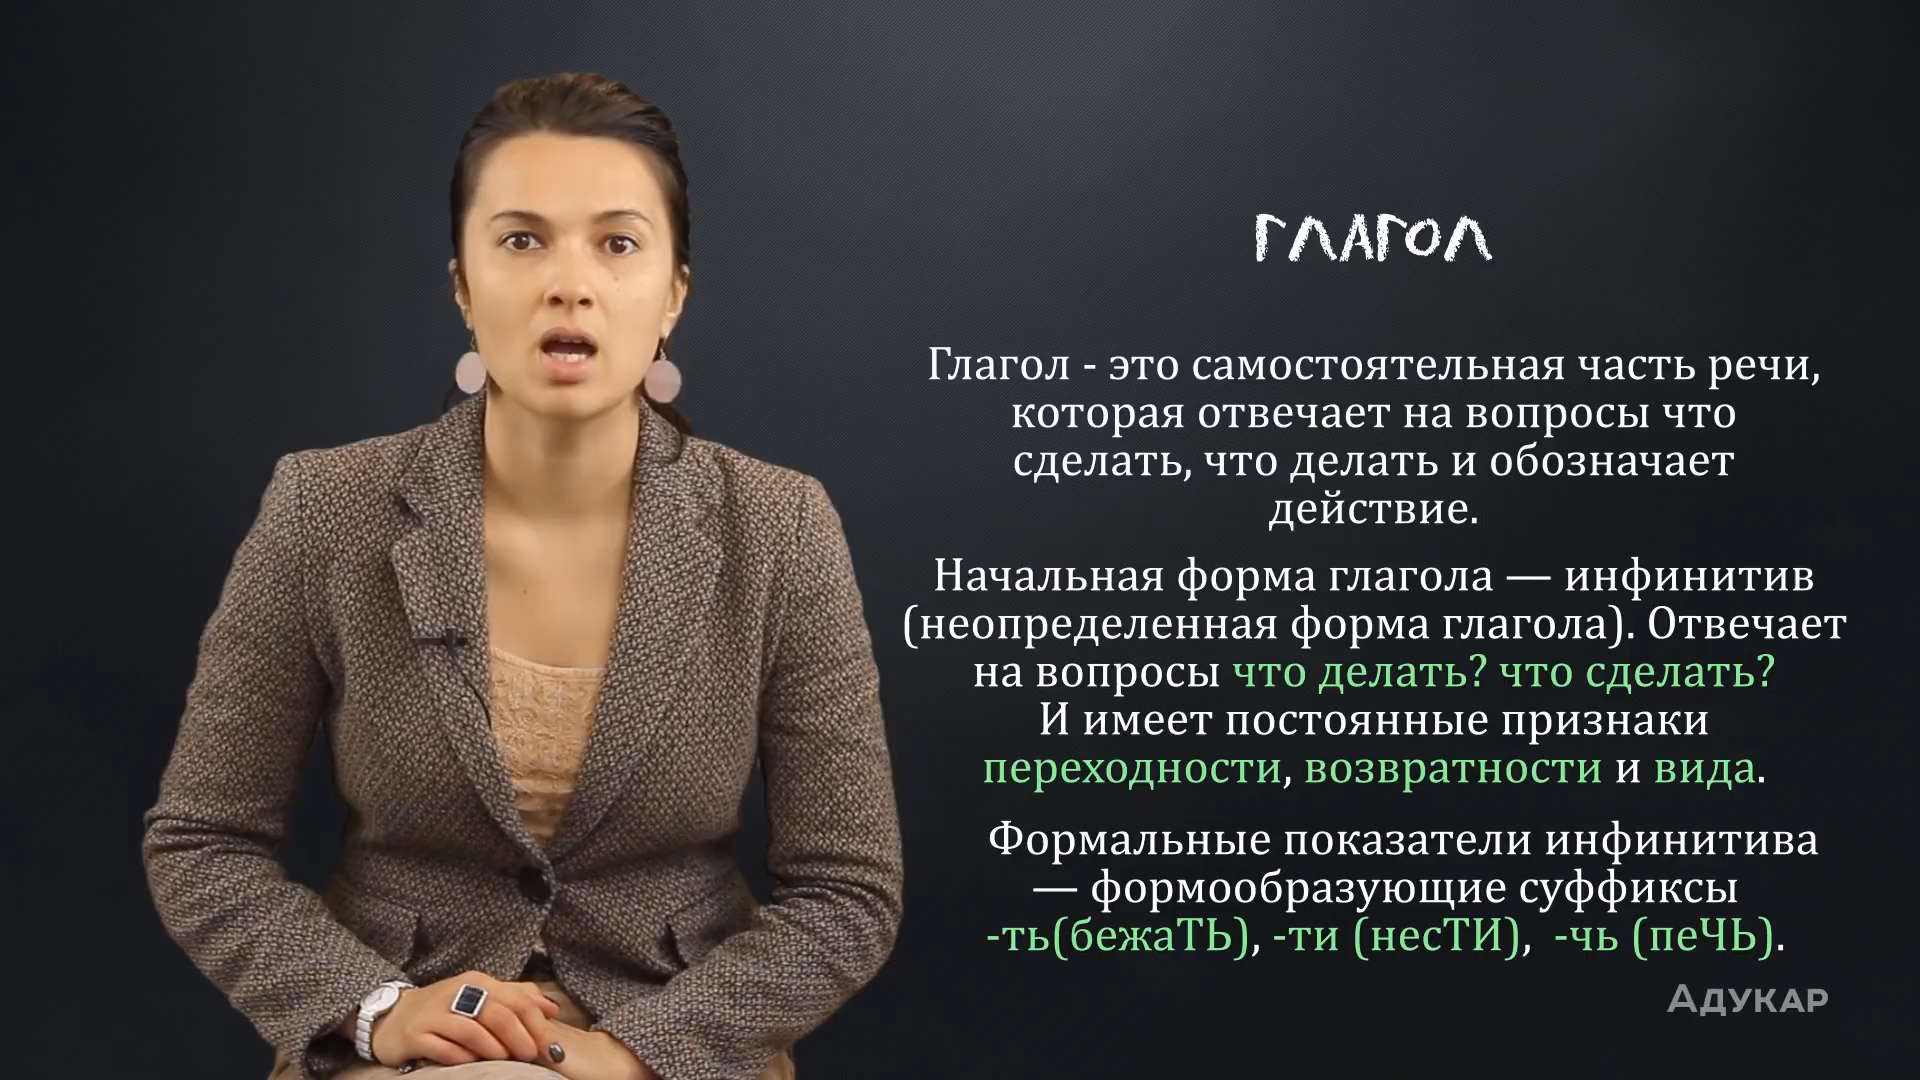 ГЛАГОЛ
Глагол - это самостоятельная часть речи,
которая отвечает на вопросы что
сделать, что делать и обозначает
действие.
Начальная форма глагола — инфинитив
(неопределенная форма глагола). Отвечает
на вопросы что делать? что сделать?
И имеет постоянные признаки
переходности, возвратности и вида.
Формальные показатели инфинитива
— формообразующие суффиксы
-ть(бежаТЬ), -ти (несТИ), -чь (пеЧЬ).
АДУКАР